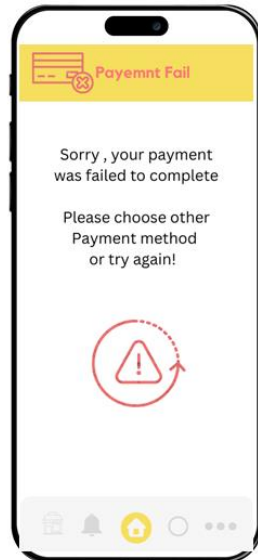 Payemnt Fail
Sorry , your payment
was failed to complete
Please choose other
Payment method
or try again!